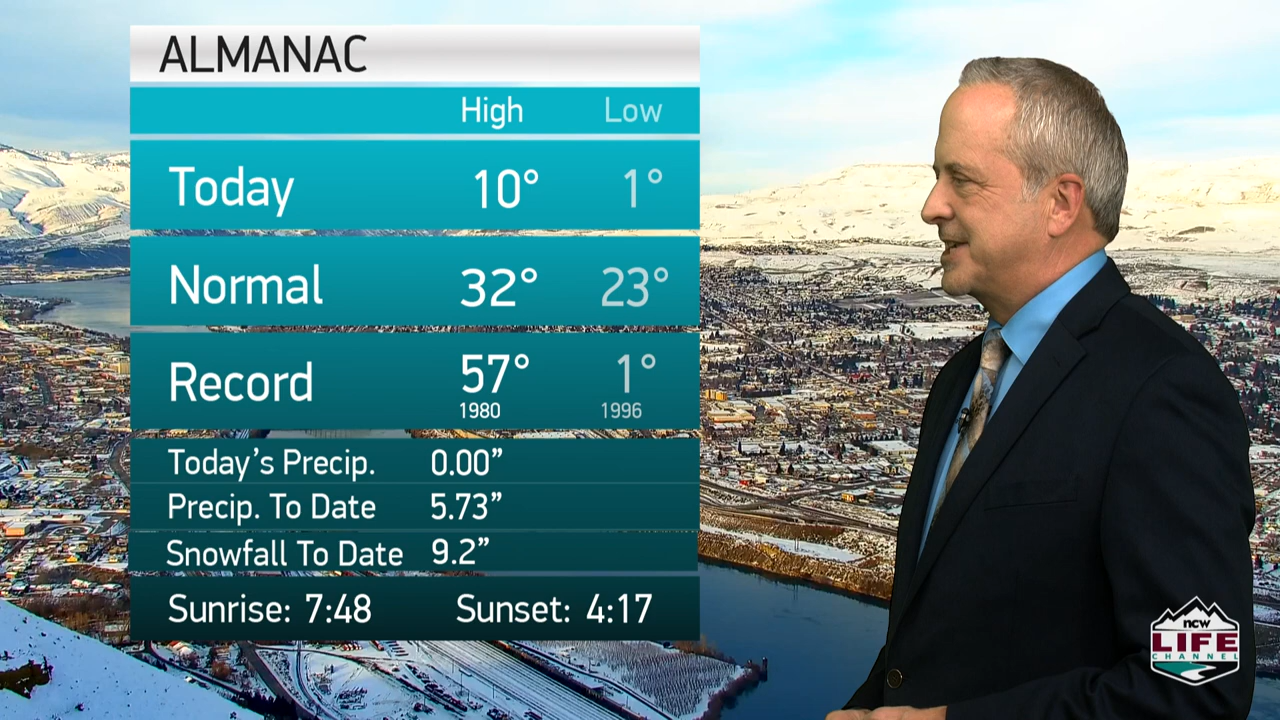 ALMANAC
High Low
Today 10° 1°
Normal 32° 23°
Record 57° 1°
1980 1996
Today's Precip. 0.00"
Precip. To Date 5.73"
Snowfall To Date 9.2"
Sunrise: 7:48 Sunset: 4:17
ncw
LIFE
CHANNEL